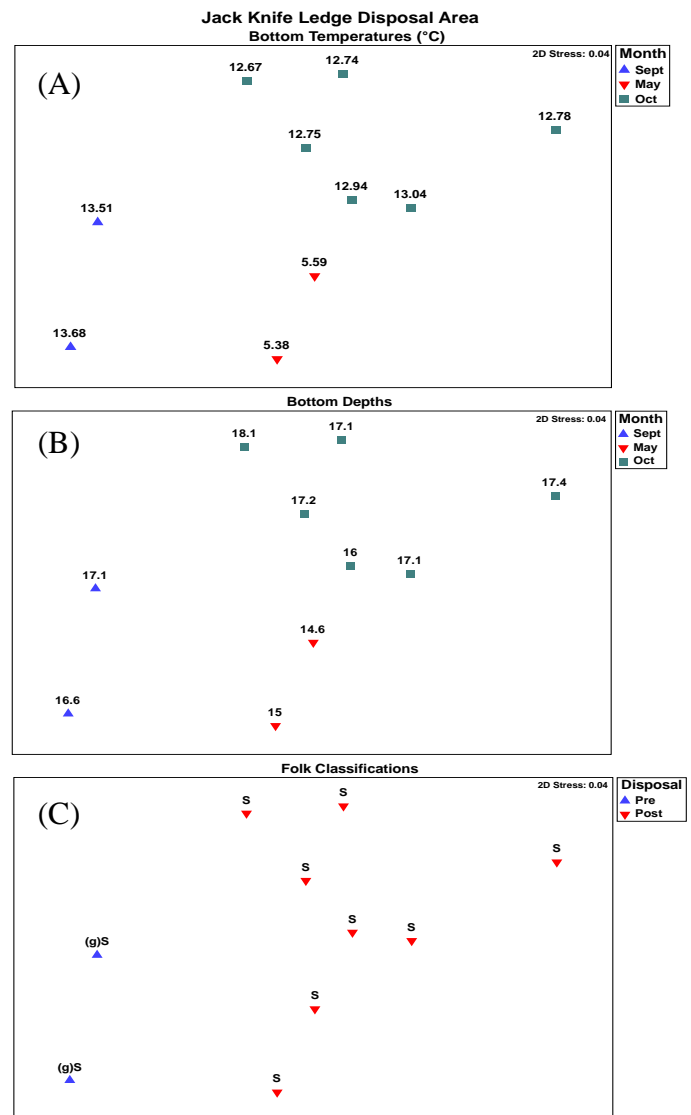 Jack Knife Ledge Disposal Area
Bottom Temperatures (°C)
(A)
2D Stress: 0.04
Month
Sept
May
Oct
12.67
12.74
12.78
12.75
12.94
13.04
13.51
5.59
13.68
5.38
Bottom Depths
(B)
2D Stress: 0.04
Month
Sept
May
Oct
18.1
17.1
17.4
17.2
16
17.1
17.1
14.6
16.6
15
Folk Classifications
(C)
2D Stress: 0.04
Disposal
Pre
Post
S
S
S
S
S
S
(g)S
S
(g)S
S